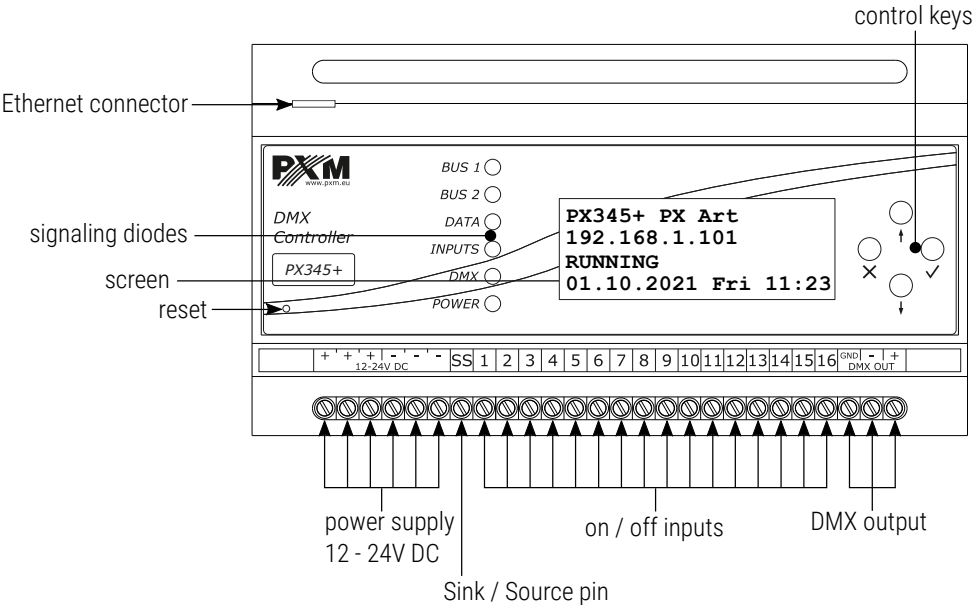 control keys
Ethernet connector
PXM
www.pxm.eu
BUS 1
BUS 2
DMX
Controller
DATA
signaling diodes
INPUTS
PX345+
DMX
screen
reset
POWER
PX345+ PX Art
192.168.1.101
RUNNING
01.10.2021 Fri 11:23
+ + + - - - SS 1 2 3 4 5 6 7 8 9 10 11 12 13 14 15 16 GND - +
12-24V DC DMX OUT
power supply
12 - 24V DC
on / off inputs
DMX output
Sink / Source pin